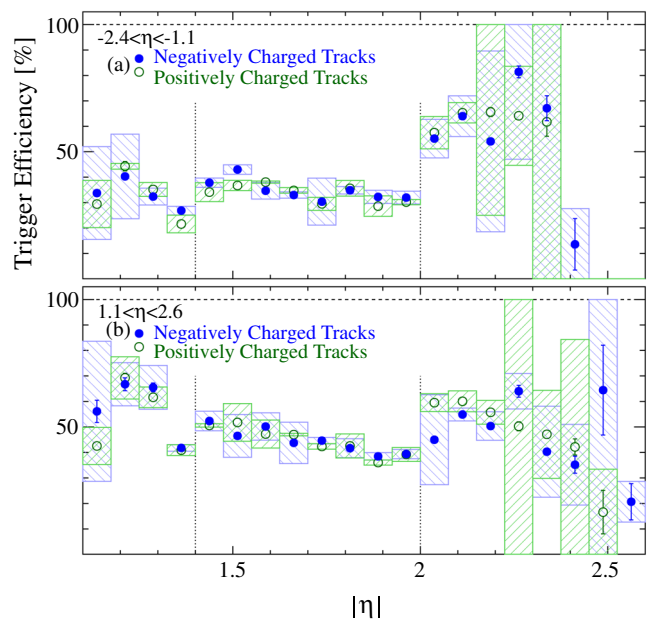 100
-2.4<η<-1.1
(a)
Negatively Charged Tracks
Positively Charged Tracks
50
Trigger Efficiency [%]
100
1.1<η<2.6
(b)
Negatively Charged Tracks
Positively Charged Tracks
50
1.5
2
2.5
|η|